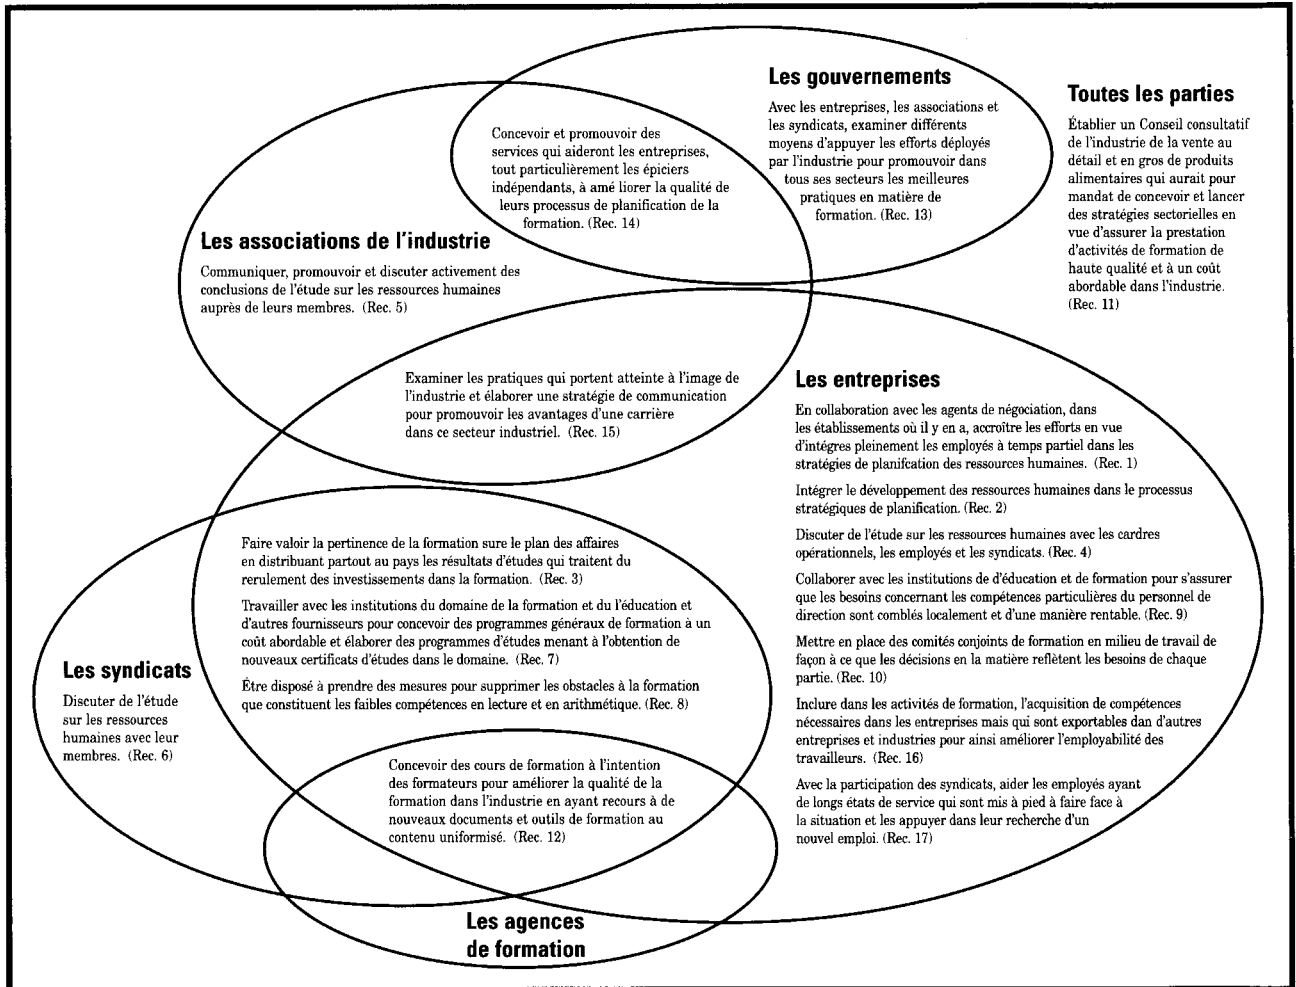 Les gouvernements
Avec les entreprises, les associations et
les syndicats, examiner différents
moyens d'appuyer les efforts déployés
par l'industrie pour promouvoir dans
tous ses secteurs les meilleures
pratiques en matière de
formation. (Rec. 13)
Toutes les parties
Établir un Conseil consultatif
de l'industrie de la vente au
détail et en gros de produits
alimentaires qui aurait pour
mandat de concevoir et lancer
des stratégies sectorielles en
vue d'assurer la prestation
d'activités de formation de
haute qualité et à un coût
abordable dans l'industrie.
(Rec. 11)
Concevoir et promouvoir des
services qui aideront les entreprises,
tout particulièrement les épiciers
indépendants, à amé liorer la qualité de
leurs processus de planification de la
formation. (Rec. 14)
Les associations de l'industrie
Communiquer, promouvoir et discuter activement des
conclusions de l'étude sur les ressources humaines
auprès de leurs membres. (Rec. 5)
Examiner les pratiques qui portent atteinte à l'image de
l'industrie et élaborer une stratégie de communication
pour promouvoir les avantages d'une carrière
dans ce secteur industriel. (Rec. 15)
Les entreprises
En collaboration avec les agents de négociation, dans
les établissements où il y en a, accroître les efforts en vue
d'intégres pleinement les employés à temps partiel dans les
stratégies de planifcation des ressources humaines. (Rec. 1)
Intégrer le développement des ressources humaines dans le processus
stratégiques de planification. (Rec. 2)
Discuter de l'étude sur les ressources humaines avec les cardres
opérationnels, les employés et les syndicats. (Rec. 4)
Collaborer avec les institutions de d'éducation et de formation pour s'assurer
que les besoins concernant les compétences particulières du personnel de
direction sont comblés localement et d'une manière rentable. (Rec. 9)
Mettre en place des comités conjoints de formation en milieu de travail de
façon à ce que les décisions en la matière reflètent les besoins de chaque
partie. (Rec. 10)
Inclure dans les activités de formation, l'acquisition de compétences
nécessaires dans les entreprises mais qui sont exportables dan d'autres
entreprises et industries pour ainsi améliorer l'employabilité des
travailleurs. (Rec. 16)
Avec la participation des syndicats, aider les employés ayant
de longs états de service qui sont mis à pied à faire face à
la situation et les appuyer dans leur recherche d'un
nouvel emploi. (Rec. 17)
Faire valoir la pertinence de la formation sure le plan des affaires
en distribuant partout au pays les résultats d'études qui traitent du
rerulement des investissements dans la formation. (Rec. 3)
Travailler avec les institutions du domaine de la formation et du l'éducation et
d'autres fournisseurs pour concevoir des programmes généraux de formation à un
coût abordable et élaborer des programmes d'études menant à l'obtention de
nouveaux certificats d'études dans le domaine. (Rec. 7)
Être disposé à prendre des mesures pour supprimer les obstacles à la formation
que constituent les faibles compétences en lecture et en arithmétique. (Rec. 8)
Les syndicats
Discuter de l'étude
sur les ressources
humaines avec leur
membres. (Rec. 6)
Concevoir des cours de formation à l'intention
des formateurs pour améliorer la qualité de la
formation dans l'industrie en ayant recours à de
nouveaux documents et outils de formation au
contenu uniformisé. (Rec. 12)
Les agences
de formation